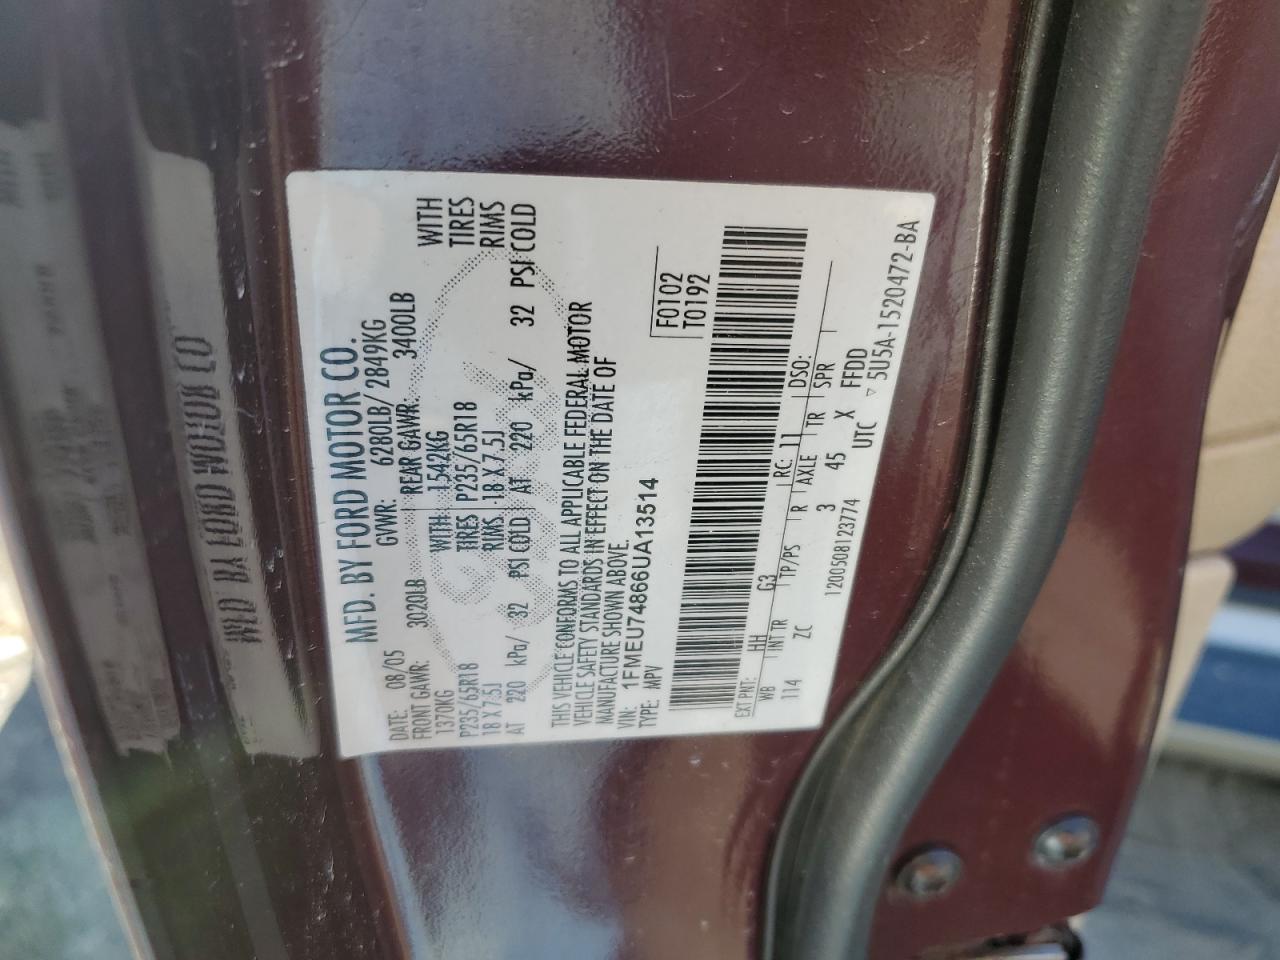 MFD. BY FORD MOTOR CO.
DATE: 08/05 GVWR: 6280LB/ 2849KG
FRONT GAWR: 3020LB REAR GAWR: 3400LB
1370KG WITH 1542KG WITH
P235/65R18 TIRES P235/65R18 TIRES
18 X 7.5J RIMS 18 X 7.5J RIMS
AT 220 kPa/ 32 PSI COLD AT 220 kPa/ 32 PSI COLD
THIS VEHICLE CONFORMS TO ALL APPLICABLE FEDERAL MOTOR
VEHICLE SAFETY STANDARDS IN EFFECT ON THE DATE OF
MANUFACTURE SHOWN ABOVE.
VIN: 1FMEU74866UA13514
TYPE: MPV
F0102
T0192
EXT PNT: HH RC: 11 DSO:
WB INT TR G3 TP/PS R AXLE TR SPR
114 ZC 3 45 X FFDD
1200508123774 UTC ▽ 5U5A-1520472-BA